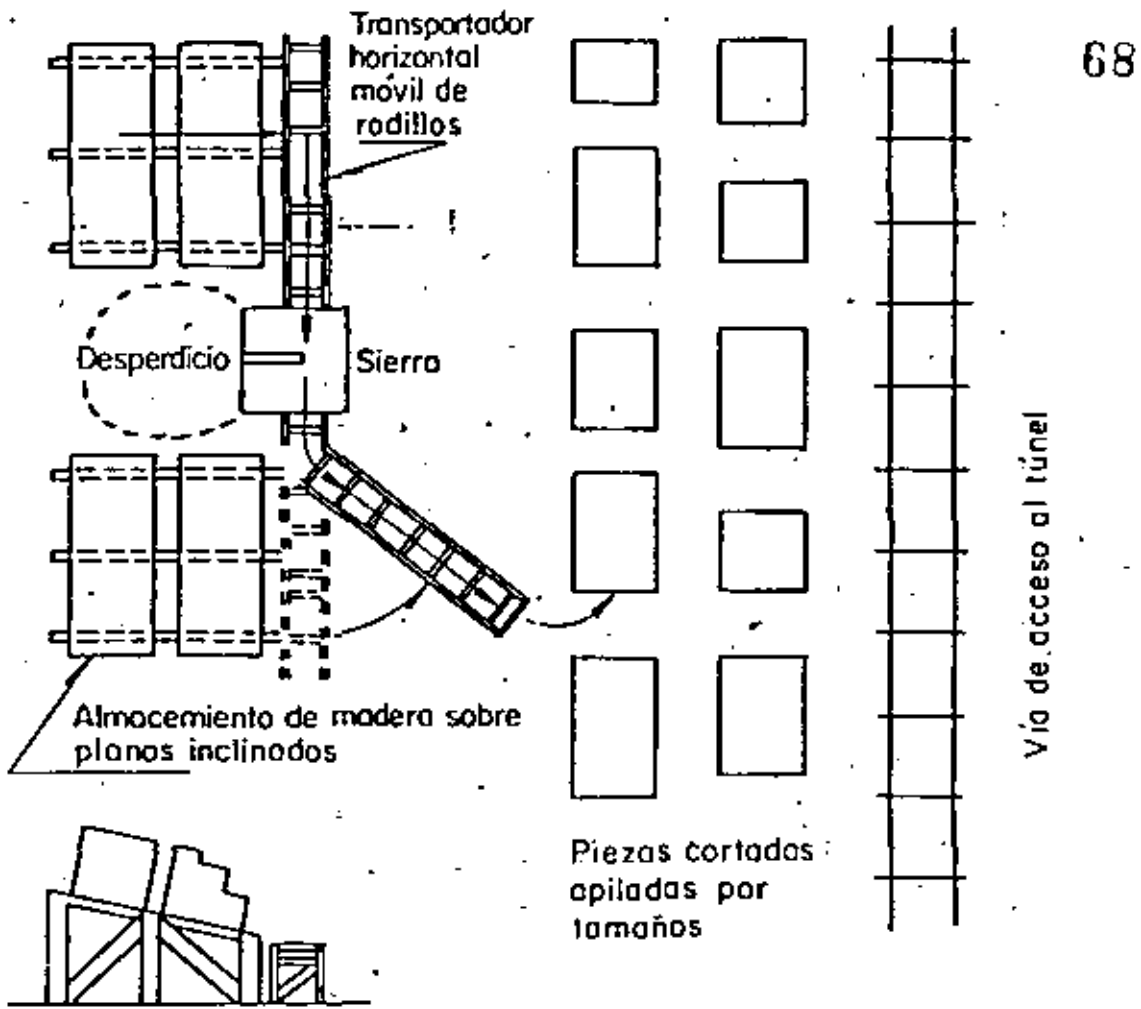 68
Transportador
horizontal
móvil de
rodillos
Desperdicio
Sierra
Almacemiento de madera sobre
planos inclinados
Piezas cortadas
apiladas por
tamaños
Vía de acceso al túnel